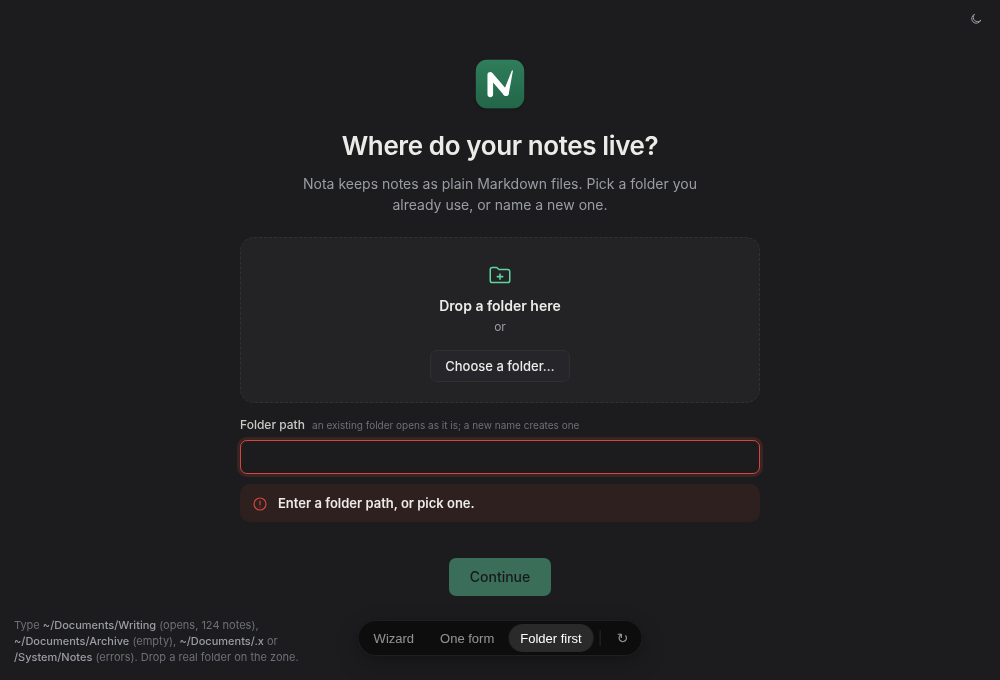 N
Where do your notes live?
Nota keeps notes as plain Markdown files. Pick a folder you
already use, or name a new one.
Drop a folder here
or
Choose a folder...
Folder path an existing folder opens as it is; a new name creates one
Enter a folder path, or pick one.
Continue
Type ~/Documents/Writing (opens, 124 notes),
~/Documents/Archive (empty), ~/Documents/.x or
/System/Notes (errors). Drop a real folder on the zone.
Wizard One form Folder first ↻